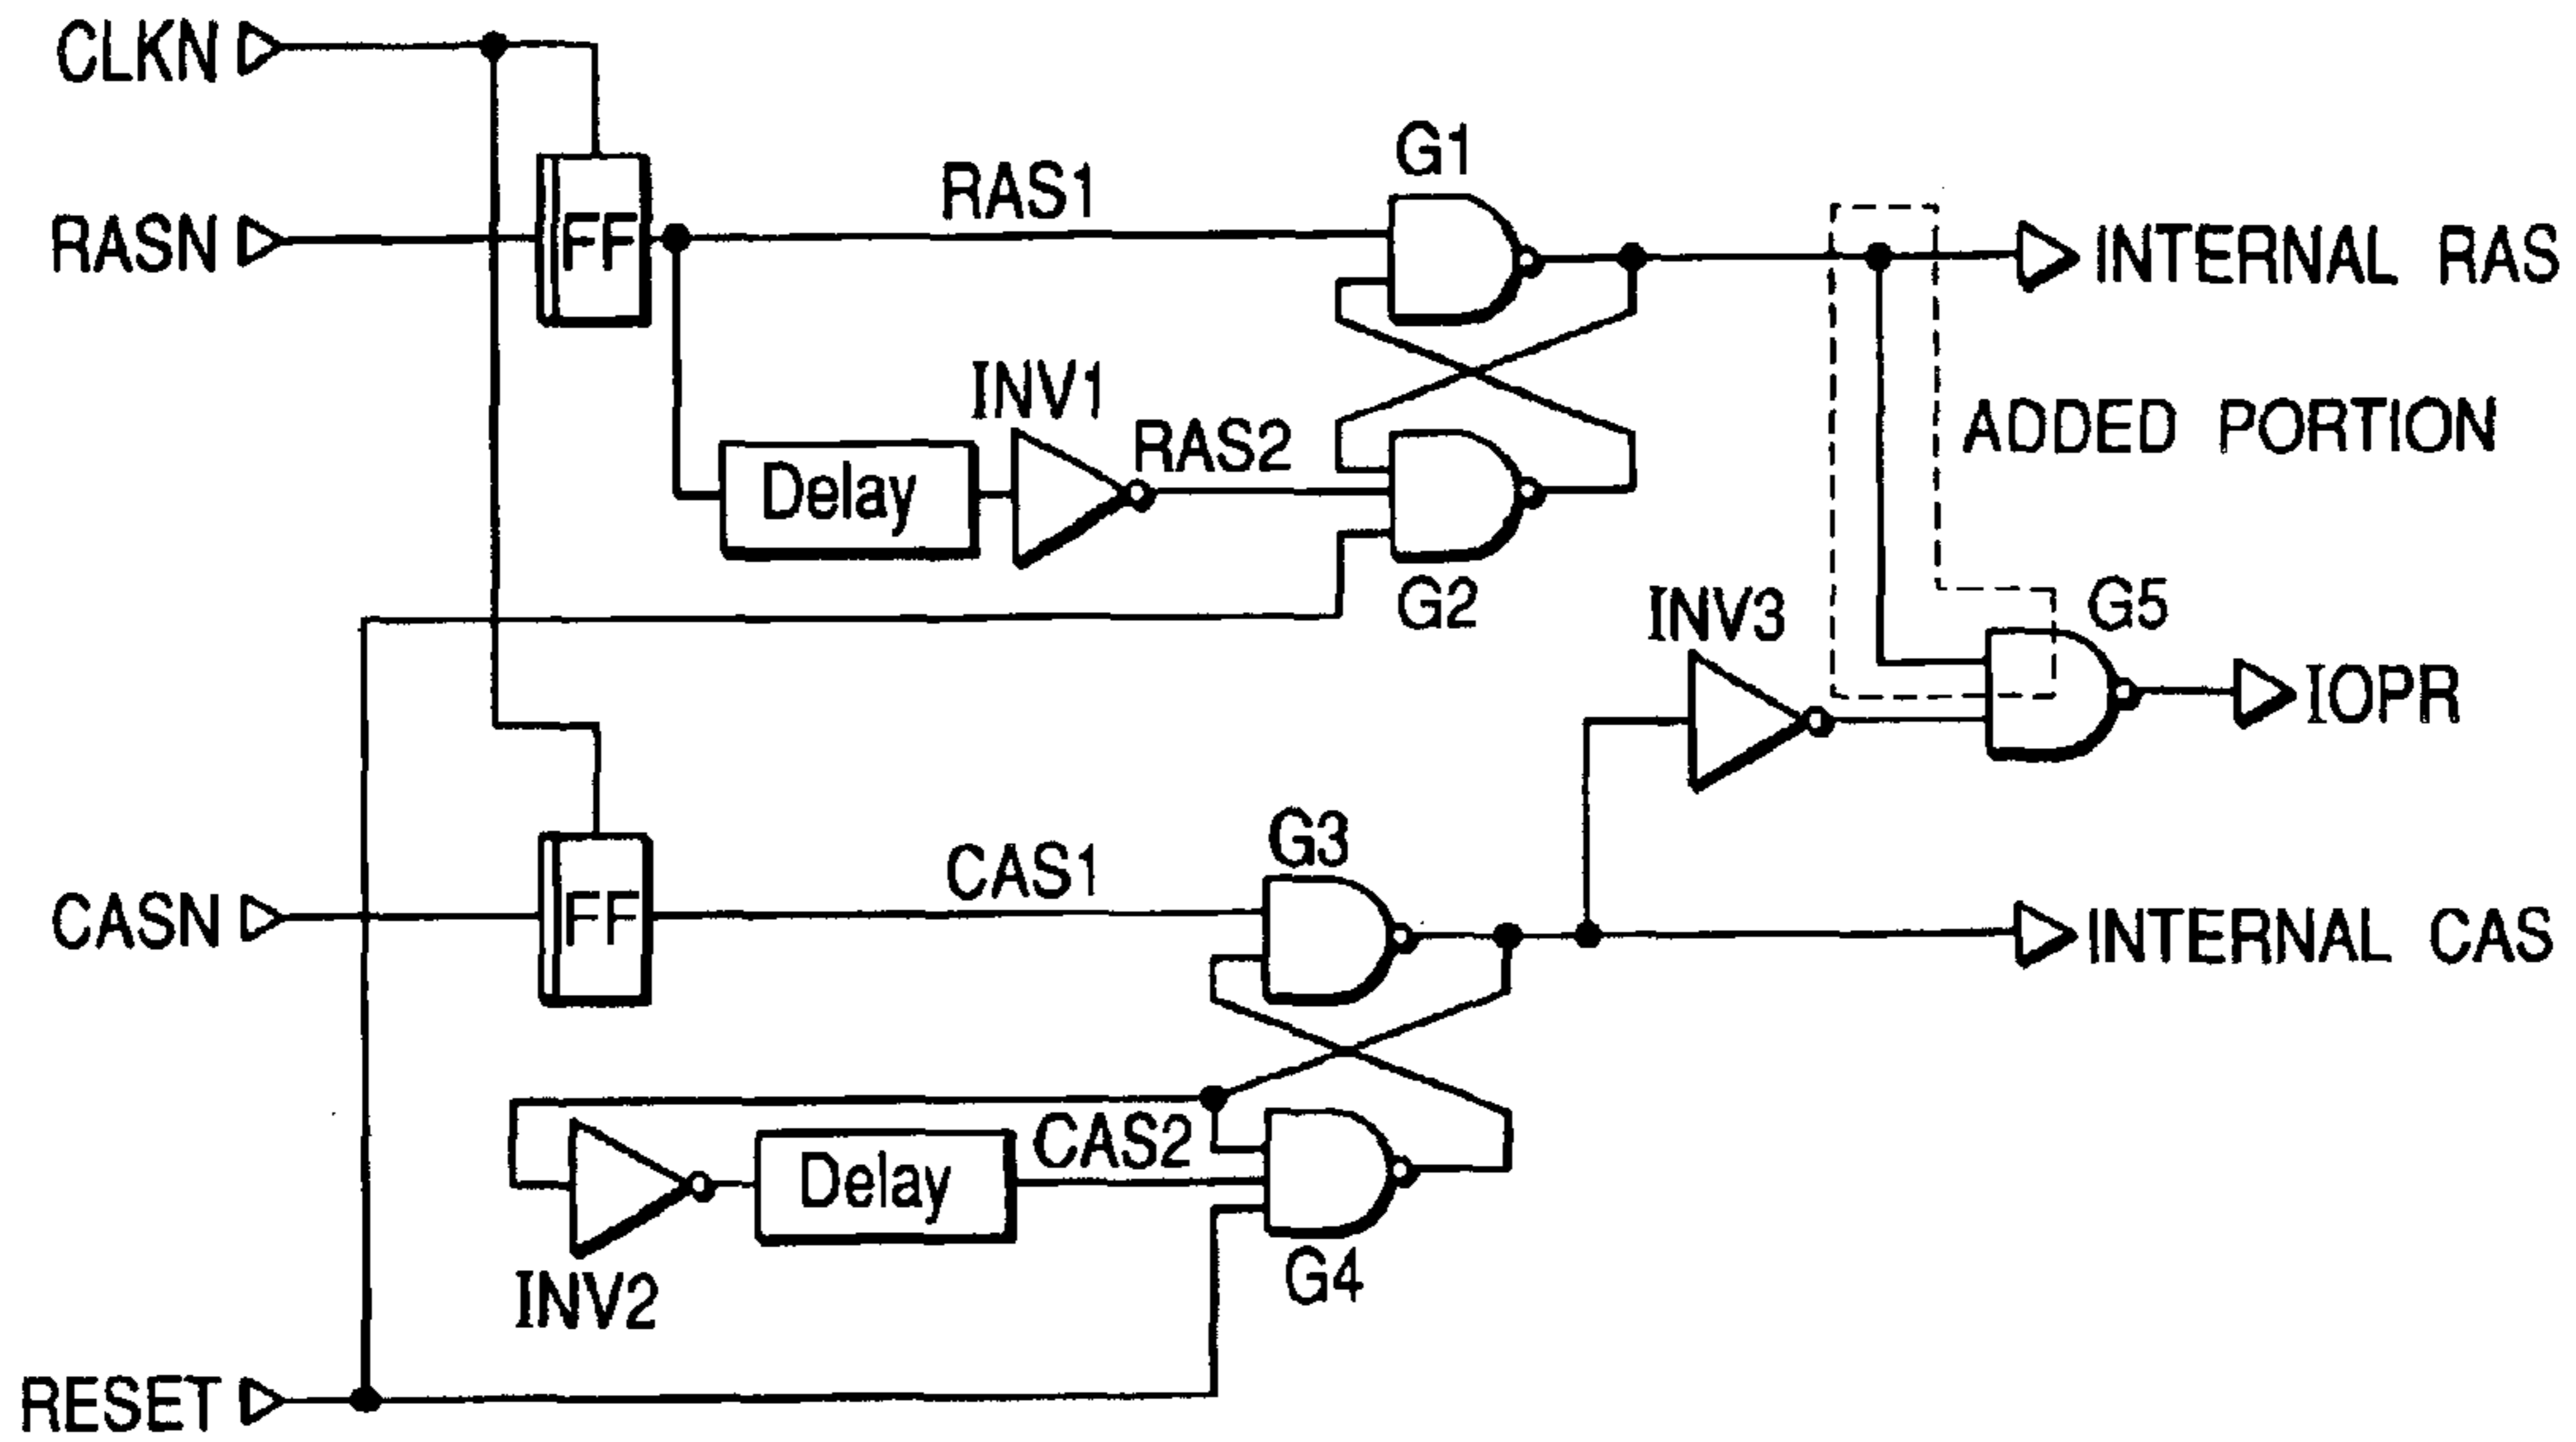 CLKN
G1
RAS1
RASN
FF
INTERNAL RAS
INV1
RAS2
ADDED PORTION
Delay
G2
INV3
G5
IOPR
G3
CAS1
CASN
FF
INTERNAL CAS
CAS2
Delay
INV2
G4
RESET